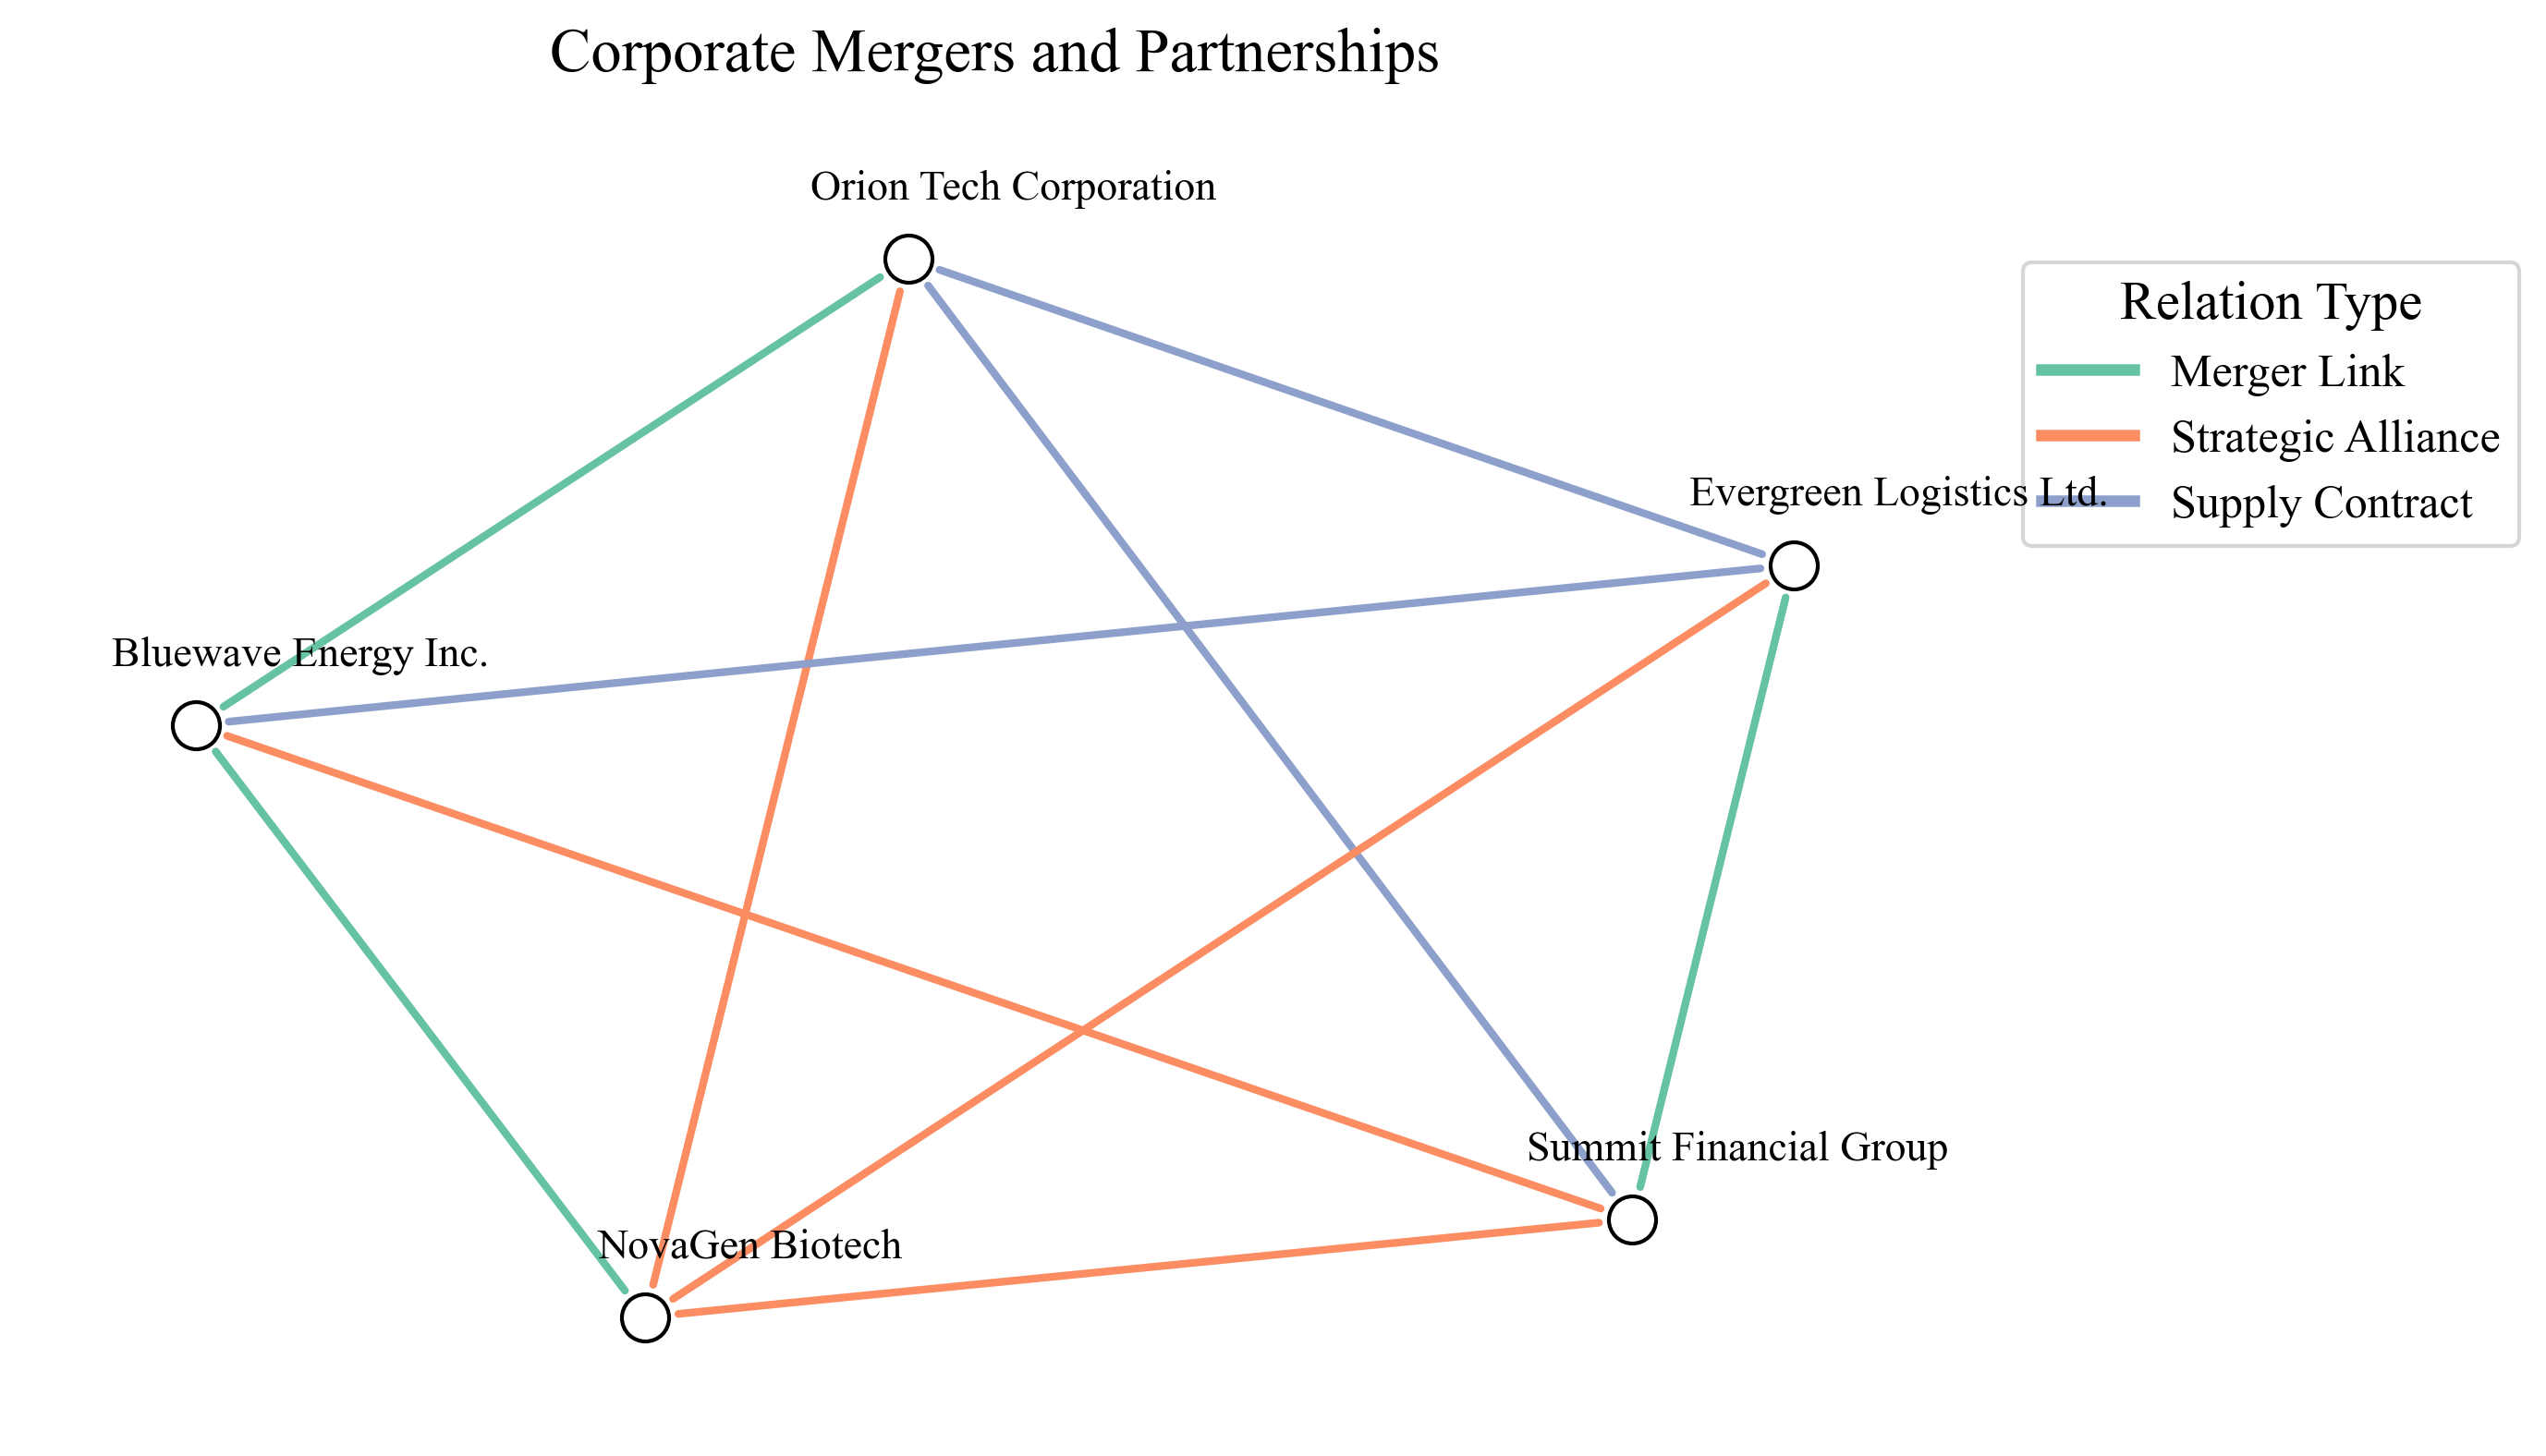 Corporate Mergers and Partnerships
Orion Tech Corporation
Relation Type
Merger Link
Strategic Alliance
Supply Contract
Evergreen Logistics Ltd.
Bluewave Energy Inc.
Summit Financial Group
NovaGen Biotech